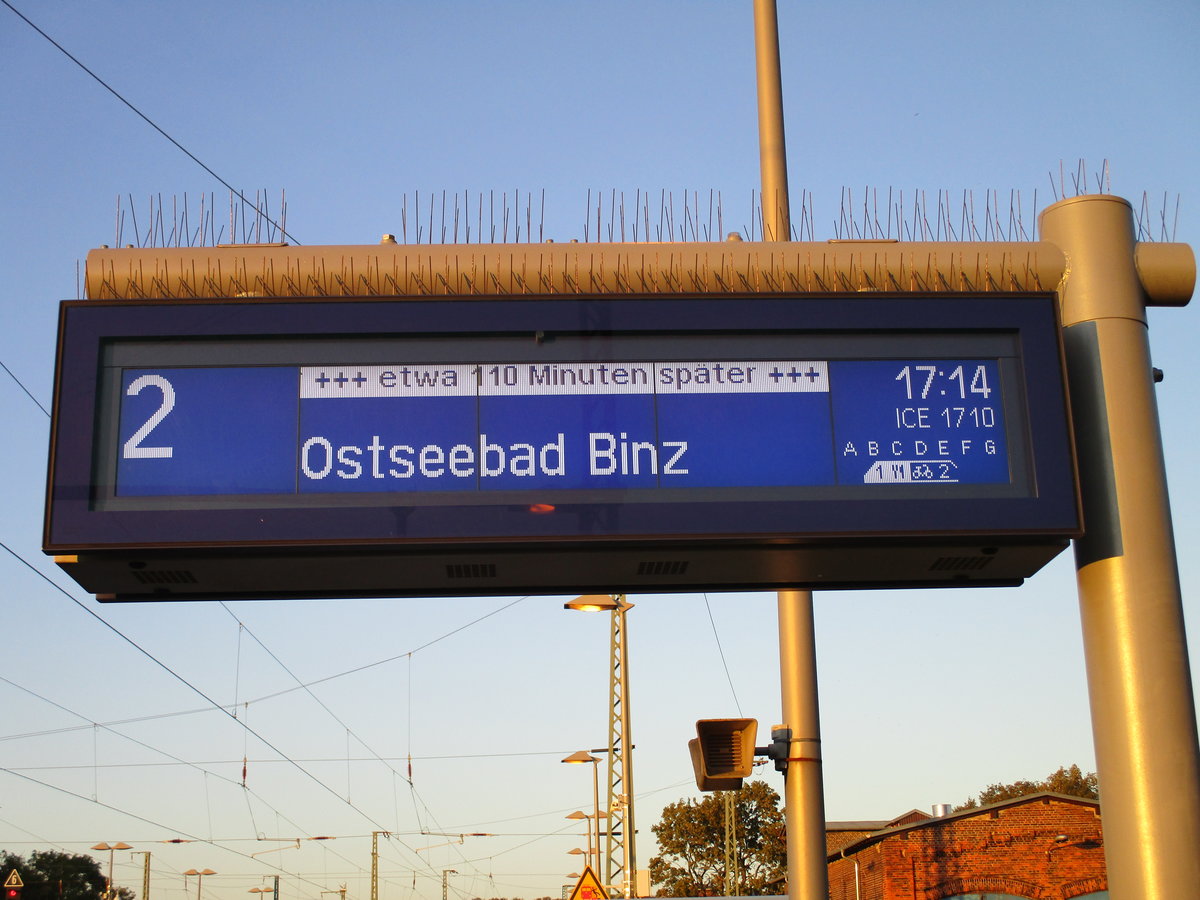 2
+++ etwa 110 Minuten später +++
Ostseebad Binz
17:14
ICE 1710
A B C D E F G
1 2